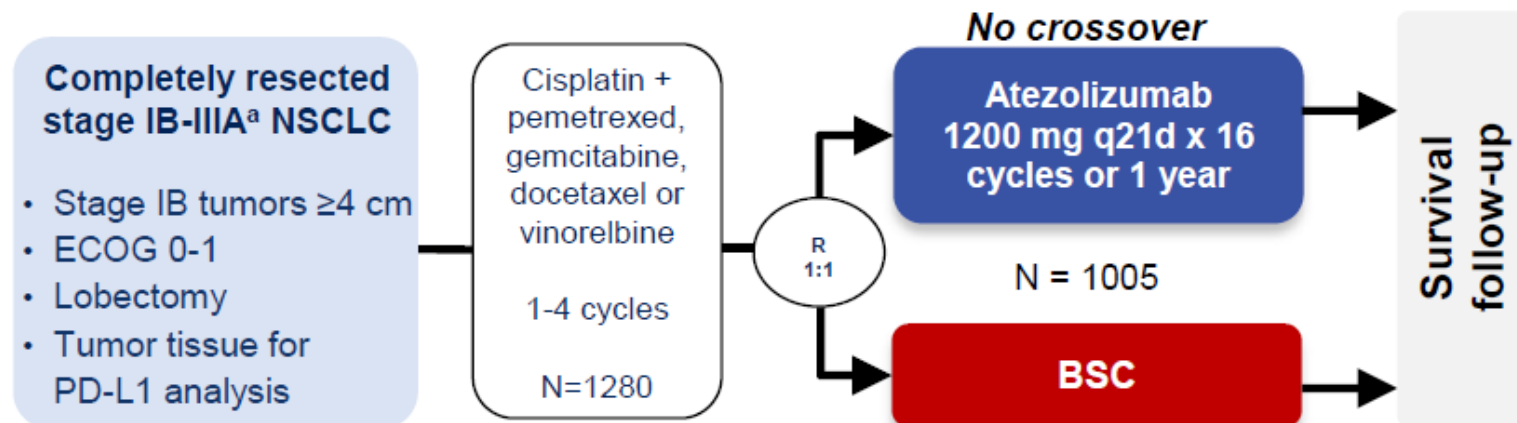 Completely resected
stage IB-IIIAa NSCLC
• Stage IB tumors ≥4 cm
• ECOG 0-1
• Lobectomy
• Tumor tissue for
PD-L1 analysis
Cisplatin +
pemetrexed,
gemcitabine,
docetaxel or
vinorelbine
1-4 cycles
N=1280
R
1:1
No crossover
Atezolizumab
1200 mg q21d x 16
cycles or 1 year
N = 1005
BSC
Survival
follow-up